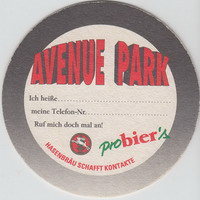 AVENUE PARK
Ich heiße
meine Telefon-Nr.
Ruf mich doch mal an!
probier's
HASENBRÄU SCHAFFT KONTAKTE